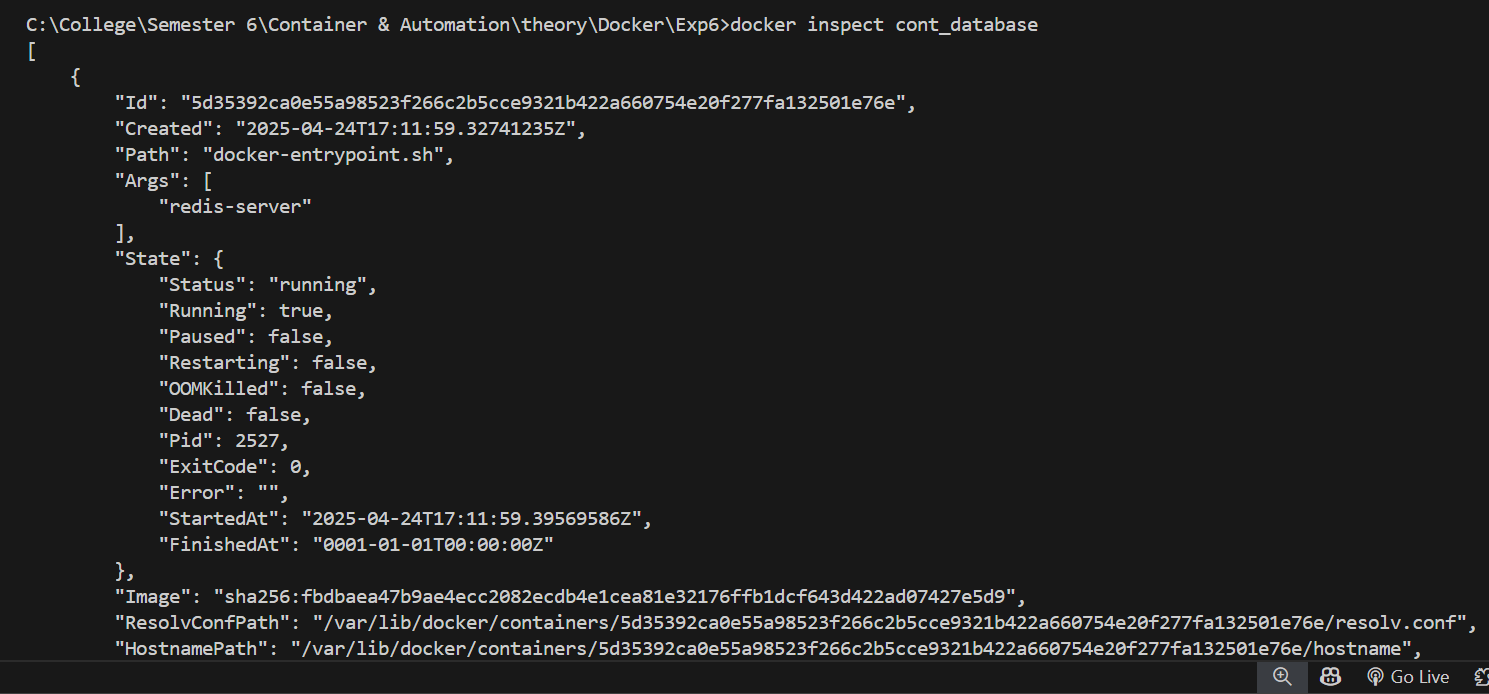 C:\College\Semester 6\Container & Automation\theory\Docker\Exp6>docker inspect cont_database
[
    {
        "Id": "5d35392ca0e55a98523f266c2b5cce9321b422a660754e20f277fa132501e76e",
        "Created": "2025-04-24T17:11:59.32741235Z",
        "Path": "docker-entrypoint.sh",
        "Args": [
            "redis-server"
        ],
        "State": {
            "Status": "running",
            "Running": true,
            "Paused": false,
            "Restarting": false,
            "OOMKilled": false,
            "Dead": false,
            "Pid": 2527,
            "ExitCode": 0,
            "Error": "",
            "StartedAt": "2025-04-24T17:11:59.39569586Z",
            "FinishedAt": "0001-01-01T00:00:00Z"
        },
        "Image": "sha256:fbdbaea47b9ae4ecc2082ecdb4e1cea81e32176ffb1dcf643d422ad07427e5d9",
        "ResolvConfPath": "/var/lib/docker/containers/5d35392ca0e55a98523f266c2b5cce9321b422a660754e20f277fa132501e76e/resolv.conf",
        "HostnamePath": "/var/lib/docker/containers/5d35392ca0e55a98523f266c2b5cce9321b422a660754e20f277fa132501e76e/hostname",
Go Live